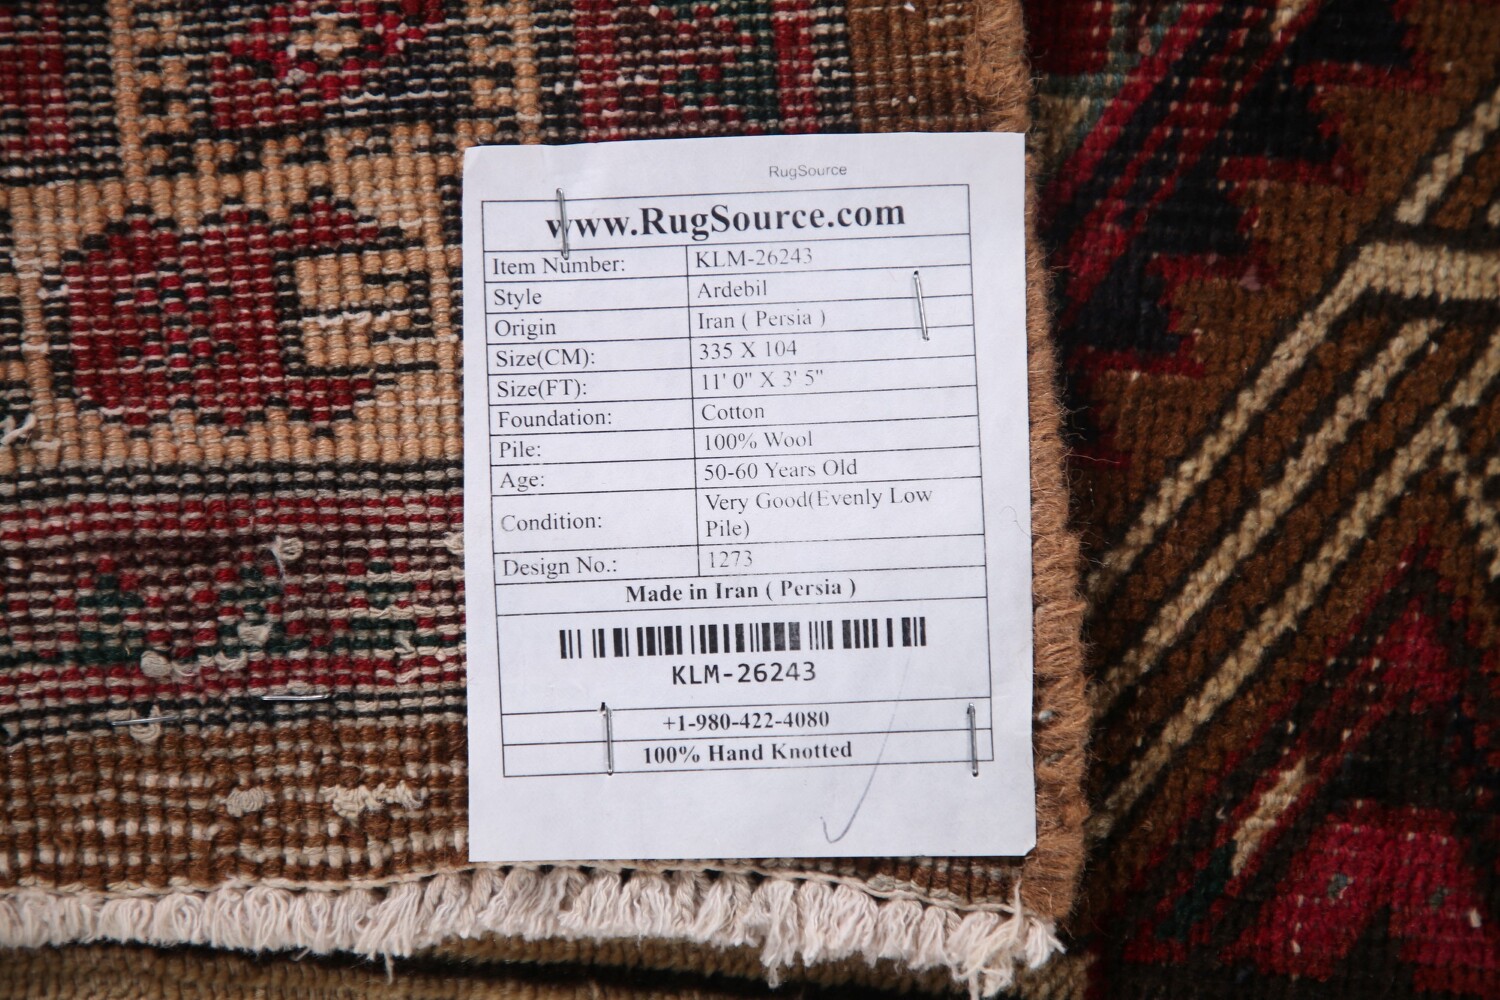 RugSource
www.RugSource.com
Item Number: KLM-26243
Style Ardebil
Origin Iran ( Persia )
Size(CM): 335 X 104
Size(FT): 11' 0" X 3' 5"
Foundation: Cotton
Pile: 100% Wool
Age: 50-60 Years Old
Condition: Very Good(Evenly Low
Pile)
Design No.: 1273
Made in Iran ( Persia )
KLM-26243
+1-980-422-4080
100% Hand Knotted